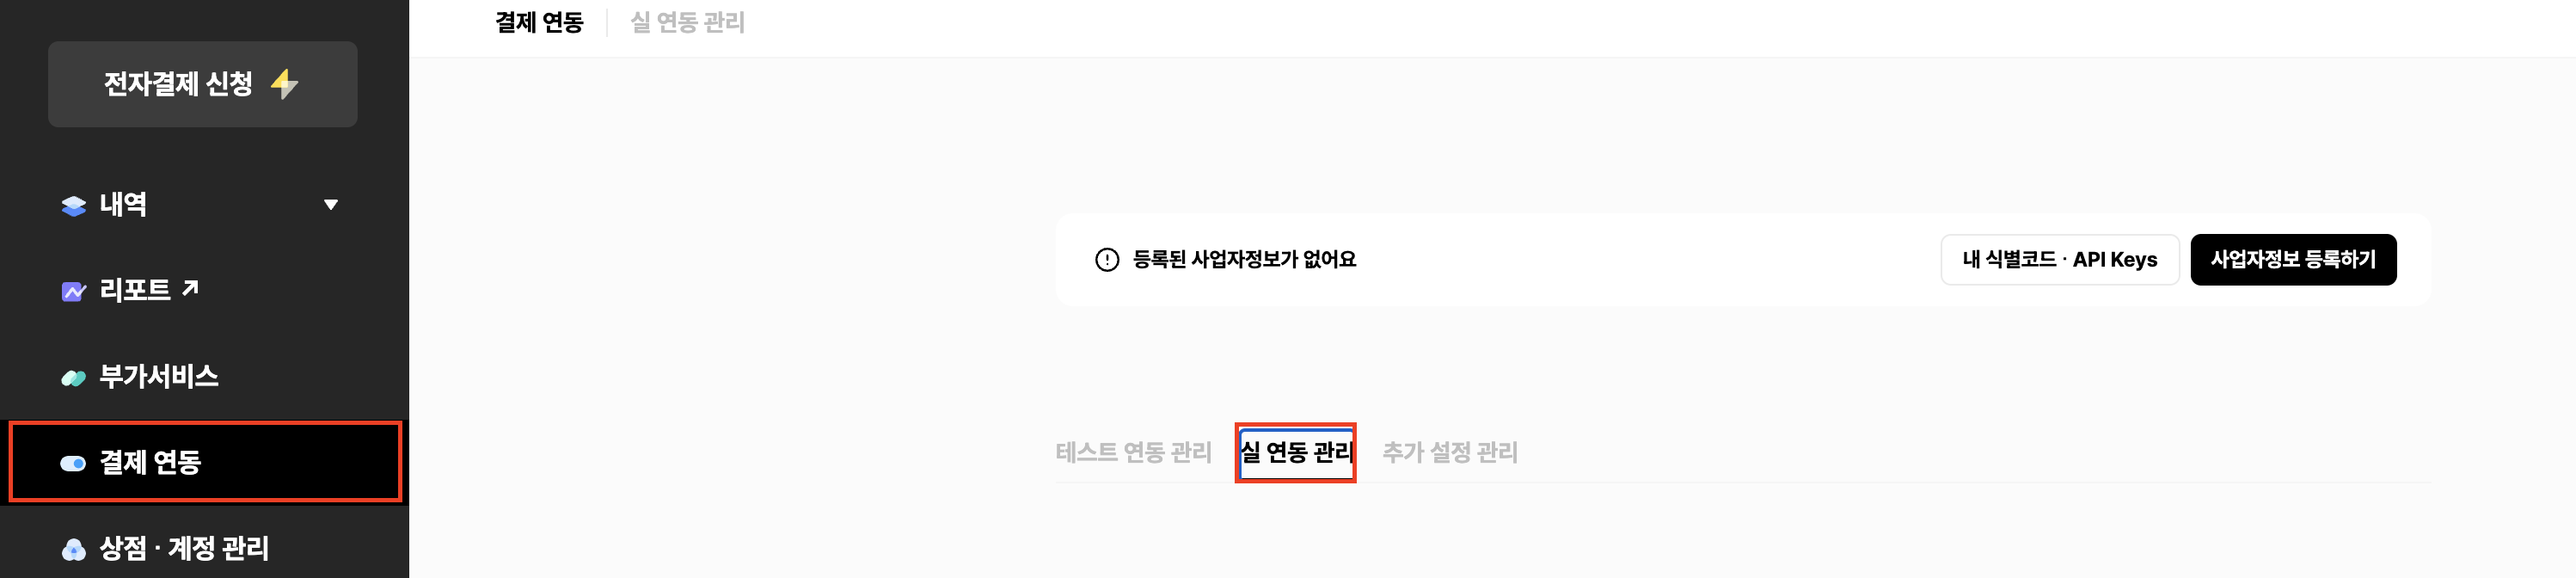 전자결제 신청
내역
리포트
부가서비스
결제 연동
상점 · 계정 관리
결제 연동
실 연동 관리
등록된 사업자정보가 없어요
내 식별코드 · API Keys
사업자정보 등록하기
테스트 연동 관리
실 연동 관리
추가 설정 관리